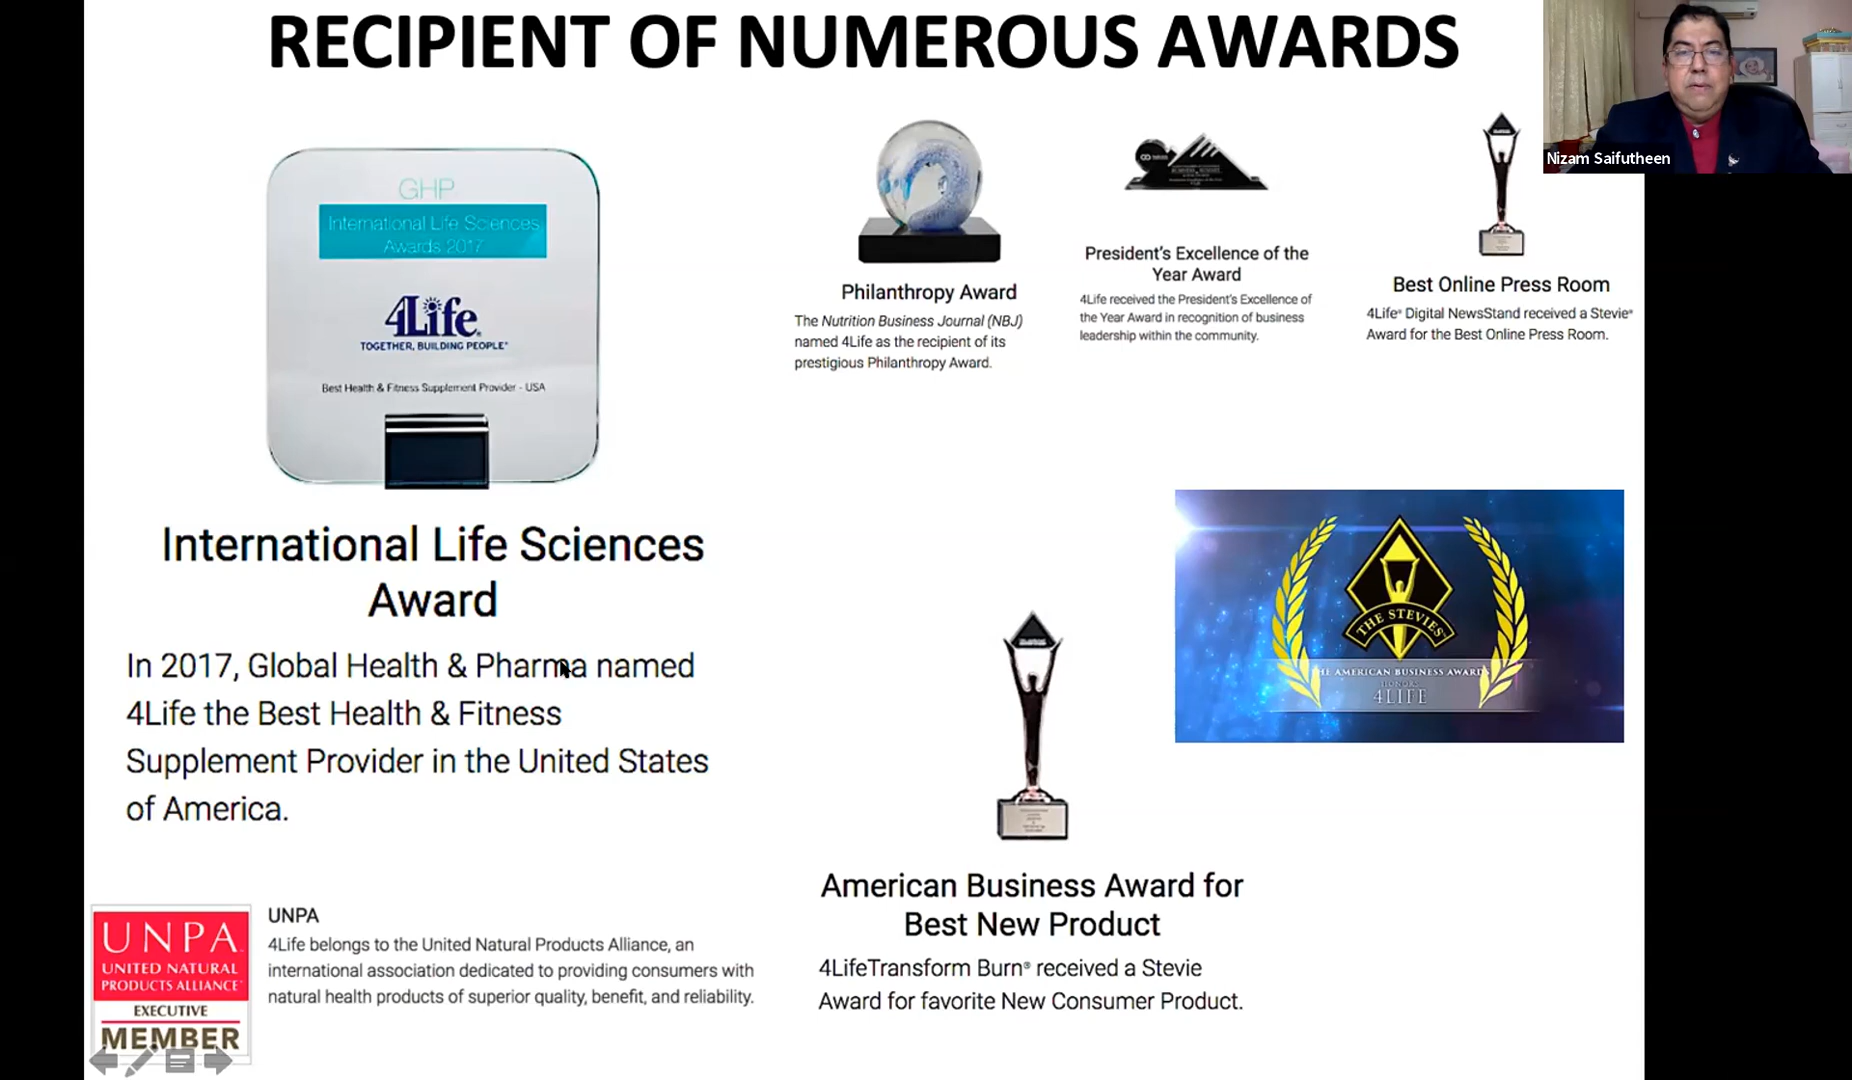 RECIPIENT OF NUMEROUS AWARDS
Nizam Saifutheen
GHP
International Life Sciences
Awards 2017
4Life®
TOGETHER, BUILDING PEOPLE®
Best Health & Fitness Supplement Provider - USA
International Life Sciences
Award
In 2017, Global Health & Pharma named
4Life the Best Health & Fitness
Supplement Provider in the United States
of America.
Philanthropy Award
The Nutrition Business Journal (NBJ)
named 4Life as the recipient of its
prestigious Philanthropy Award.
President's Excellence of the
Year Award
4Life received the President's Excellence of
the Year Award in recognition of business
leadership within the community.
Best Online Press Room
4Life® Digital NewsStand received a Stevie®
Award for the Best Online Press Room.
THE STEVIES
THE AMERICAN BUSINESS AWARDS
HONORS
4LIFE
American Business Award for
Best New Product
4LifeTransform Burn® received a Stevie
Award for favorite New Consumer Product.
UNPA
UNITED NATURAL
PRODUCTS ALLIANCE
EXECUTIVE
MEMBER
UNPA
4Life belongs to the United Natural Products Alliance, an
international association dedicated to providing consumers with
natural health products of superior quality, benefit, and reliability.